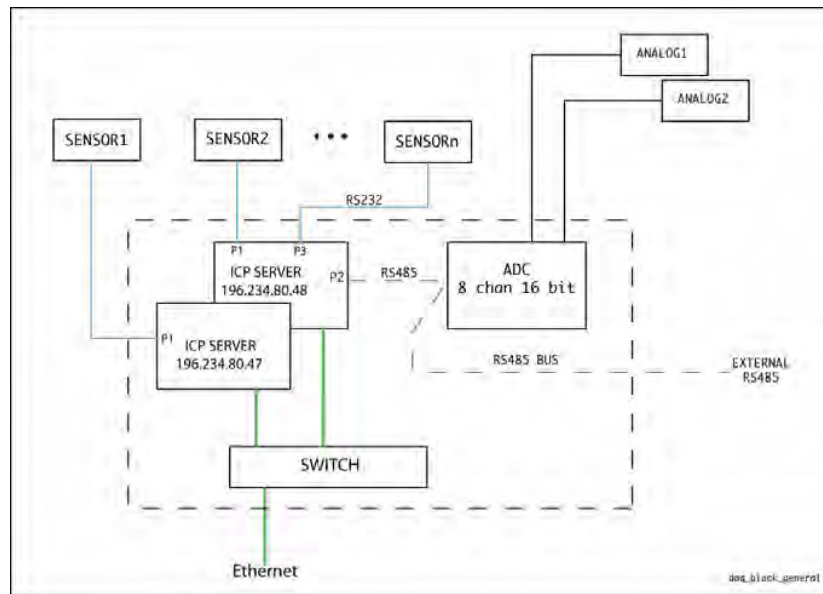 ANALOG1
ANALOG2
SENSOR1
SENSOR2
•••
SENSORn
RS232
P1
P3
ICP SERVER
196.234.80.48
P2
RS485
ADC
8 chan 16 bit
P1
ICP SERVER
196.234.80.47
RS485 BUS
EXTERNAL
RS485
SWITCH
Ethernet
daq_block_general